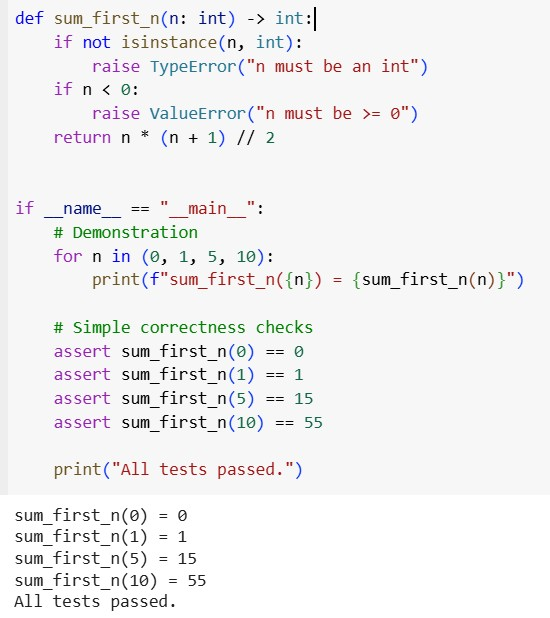 def sum_first_n(n: int) -> int:
    if not isinstance(n, int):
        raise TypeError("n must be an int")
    if n < 0:
        raise ValueError("n must be >= 0")
    return n * (n + 1) // 2
if __name__ == "__main__":
    # Demonstration
    for n in (0, 1, 5, 10):
        print(f"sum_first_n({n}) = {sum_first_n(n)}")
    # Simple correctness checks
    assert sum_first_n(0) == 0
    assert sum_first_n(1) == 1
    assert sum_first_n(5) == 15
    assert sum_first_n(10) == 55
    print("All tests passed.")
sum_first_n(0) = 0
sum_first_n(1) = 1
sum_first_n(5) = 15
sum_first_n(10) = 55
All tests passed.